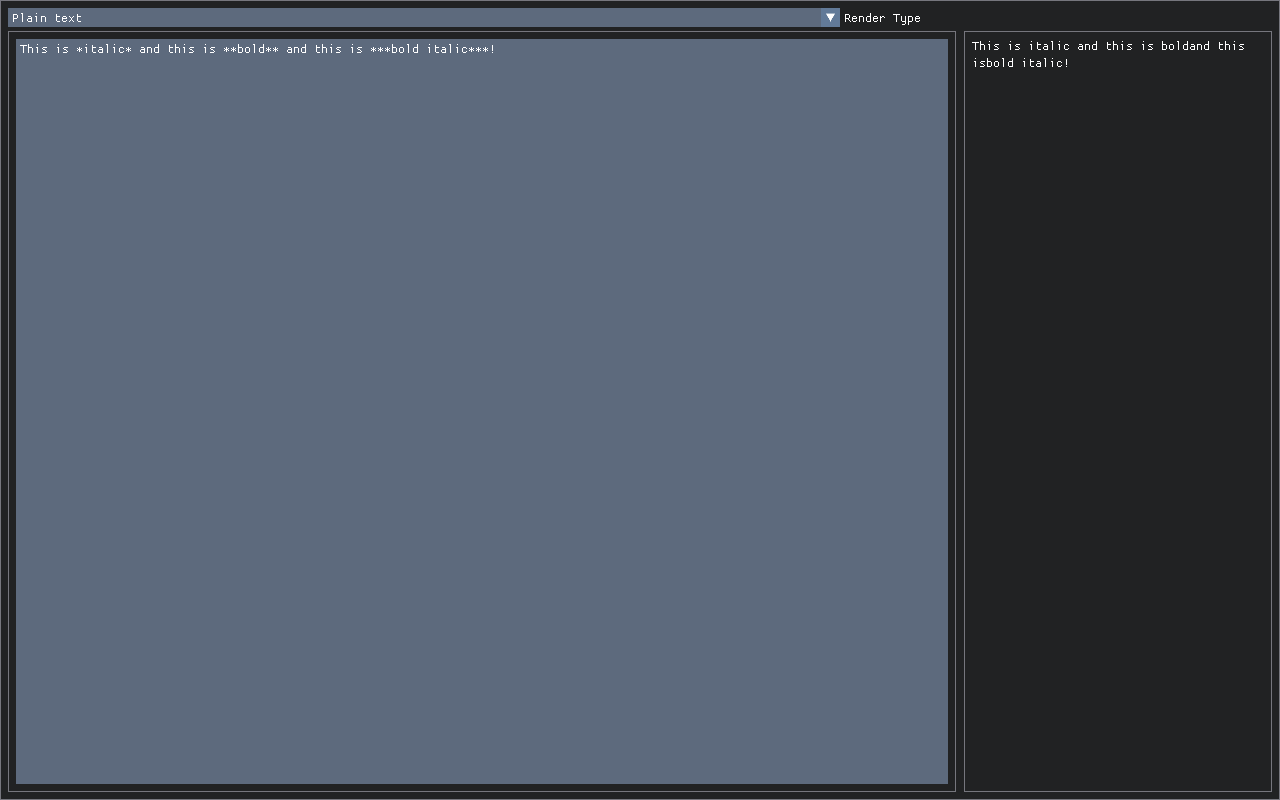 Plain text
Render Type
This is *italic* and this is **bold** and this is ***bold italic***!
This is italic and this is boldand this
isbold italic!